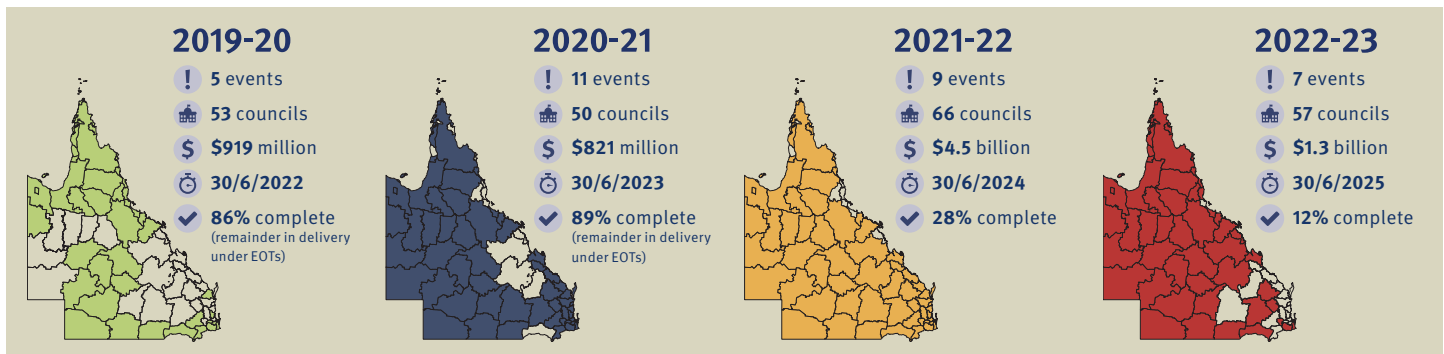 2019-20
! 5 events
53 councils
$ $919 million
30/6/2022
86% complete
(remainder in delivery
under EOTs)
2020-21
! 11 events
50 councils
$ $821 million
30/6/2023
89% complete
(remainder in delivery
under EOTs)
2021-22
! 9 events
66 councils
$ $4.5 billion
30/6/2024
28% complete
2022-23
! 7 events
57 councils
$ $1.3 billion
30/6/2025
12% complete